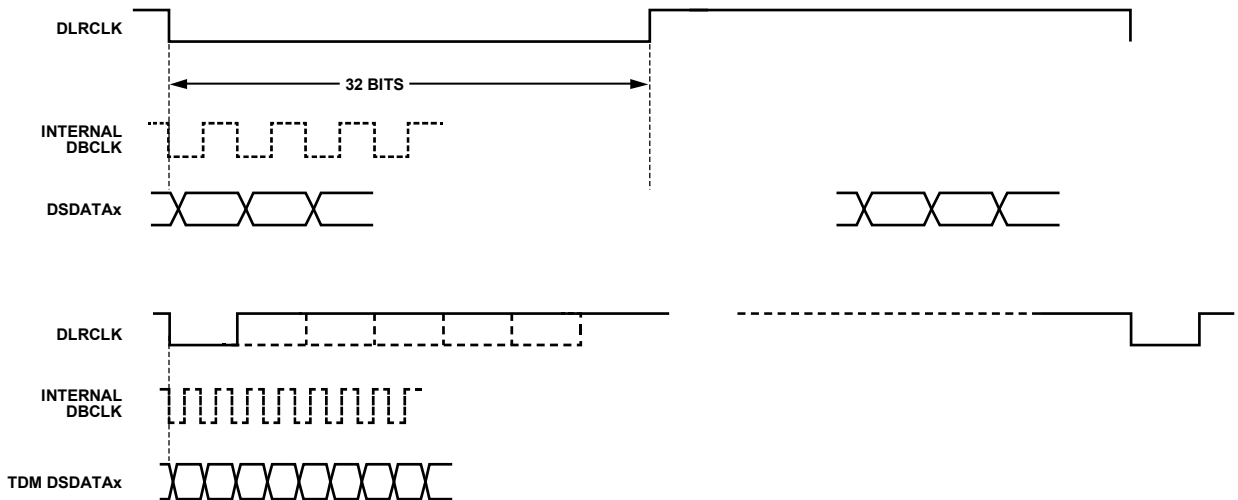 DLRCLK
32 BITS
INTERNAL
DBCLK
DSDATAx
DLRCLK
INTERNAL
DBCLK
TDM DSDATAx